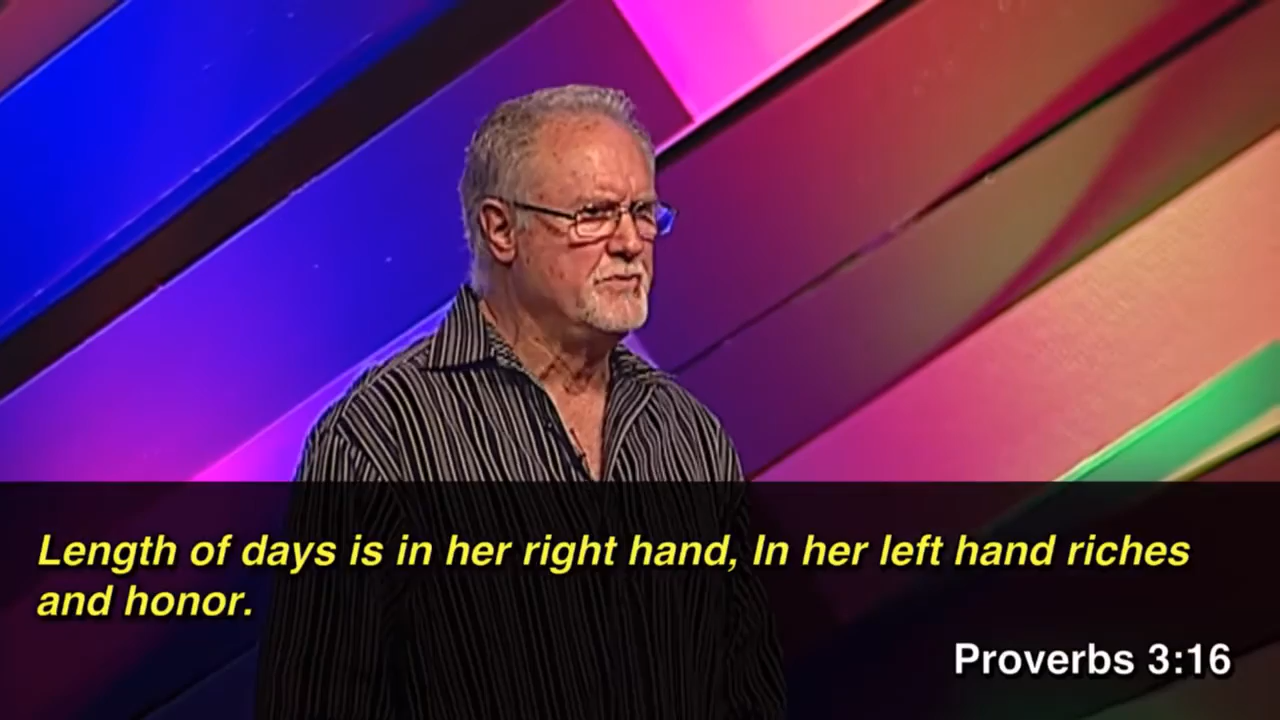 Length of days is in her right hand, In her left hand riches
and honor.
Proverbs 3:16